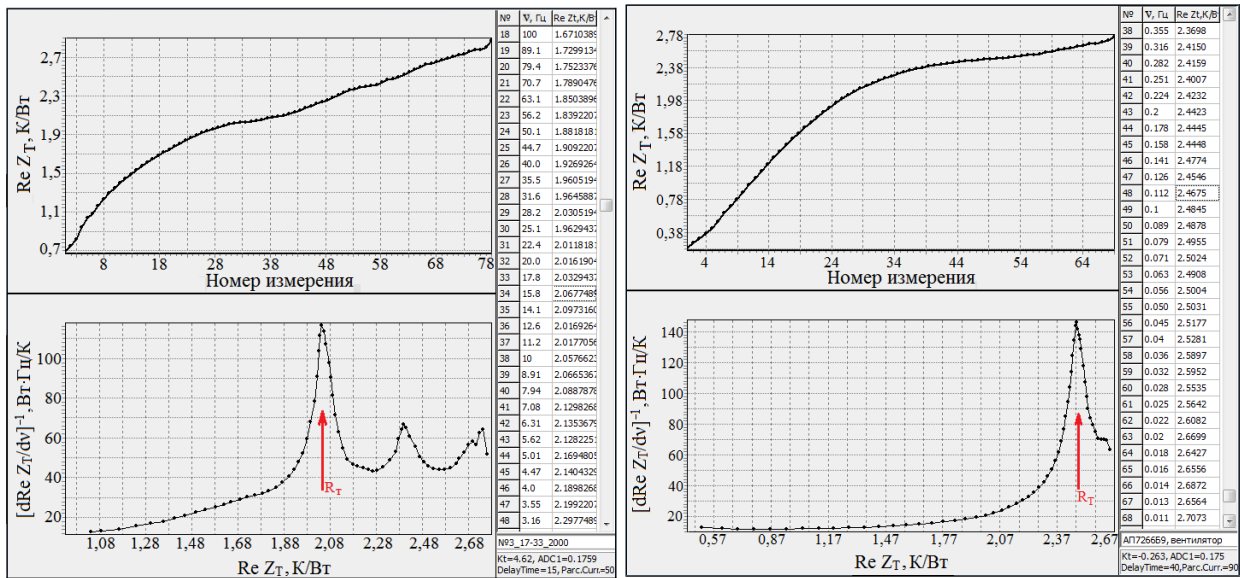 2,7
2,3
1,9
1,5
1,1
0,7
Re Z_T, К/Вт
8 18 28 38 48 58 68 78
Номер измерения
100
80
60
40
20
[dRe Z_T/dν]⁻¹, Вт·Гц/К
R_T
1,08 1,28 1,48 1,68 1,88 2,08 2,28 2,48 2,68
Re Z_T, К/Вт
№ ν, Гц Re Zt,К/Вт
18 100 1.6710389
19 89.1 1.7299134
20 79.4 1.7523376
21 70.7 1.7890476
22 63.1 1.8503896
23 56.2 1.8392207
24 50.1 1.8818181
25 44.7 1.9092207
26 40.0 1.9269264
27 35.5 1.9605194
28 31.6 1.9645887
29 28.2 2.0305194
30 25.1 1.9629437
31 22.4 2.0118181
32 20.0 2.0161904
33 17.8 2.0329437
34 15.8 2.0677489
35 14.1 2.0973160
36 12.6 2.0169264
37 11.2 2.0177056
38 10 2.0576623
39 8.91 2.0665367
40 7.94 2.0887878
41 7.08 2.1298268
42 6.31 2.1353679
43 5.62 2.1282251
44 5.01 2.1694805
45 4.47 2.1404329
46 4.0 2.1898268
47 3.55 2.1992207
48 3.16 2.2977489
№93_17-33_2000
Kt=4.62, ADC1=0.1759
DelayTime=15, Parc.Curr.=50
2,78
2,38
1,98
1,58
1,18
0,78
0,38
Re Z_T, К/Вт
4 14 24 34 44 54 64
Номер измерения
140
120
100
80
60
40
20
[dRe Z_T/dν]⁻¹, Вт·Гц/К
R_T
0,57 0,87 1,17 1,47 1,77 2,07 2,37 2,67
Re Z_T, К/Вт
№ ν, Гц Re Zt,К/В
38 0.355 2.3698
39 0.316 2.4150
40 0.282 2.4159
41 0.251 2.4007
42 0.224 2.4232
43 0.2 2.4423
44 0.178 2.4445
45 0.158 2.4448
46 0.141 2.4774
47 0.126 2.4546
48 0.112 2.4675
49 0.1 2.4845
50 0.089 2.4878
51 0.079 2.4955
52 0.071 2.5024
53 0.063 2.4908
54 0.056 2.5004
55 0.050 2.5031
56 0.045 2.5177
57 0.04 2.5281
58 0.036 2.5897
59 0.032 2.5952
60 0.028 2.5535
61 0.025 2.5642
62 0.022 2.6082
63 0.02 2.6699
64 0.018 2.6427
65 0.016 2.6556
66 0.014 2.6872
67 0.013 2.6564
68 0.011 2.7073
АП7266Б9, вентилятор
Kt=-0.263, ADC1=0.175
DelayTime=40,Parc.Curr.=90